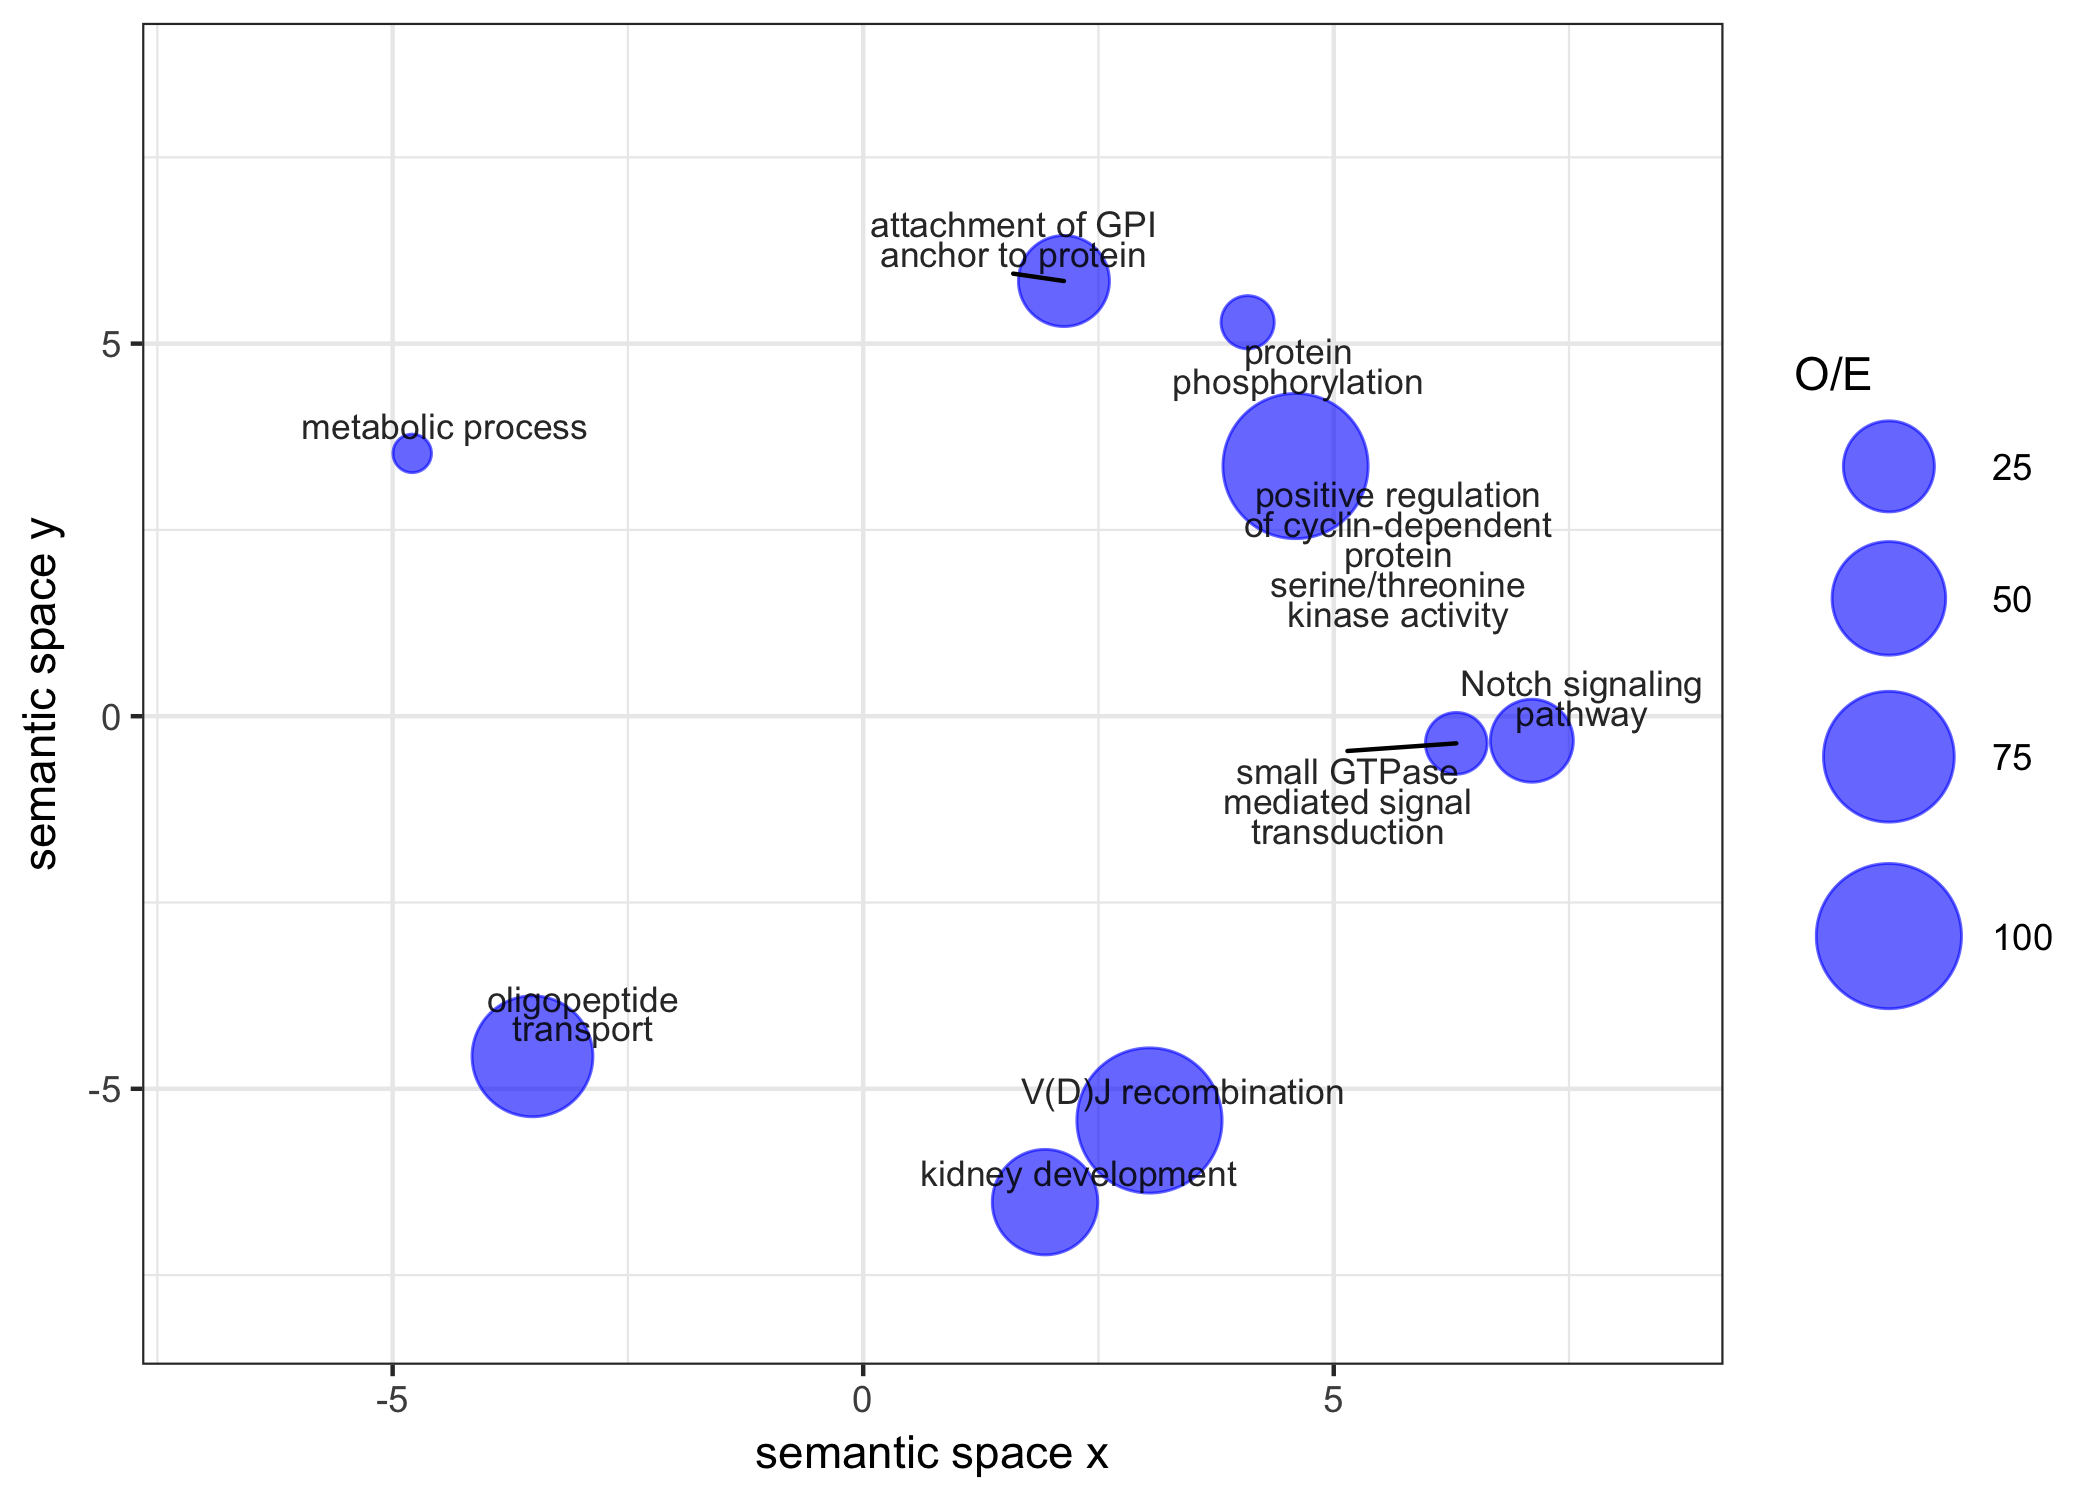 attachment of GPI
anchor to protein
protein
phosphorylation
metabolic process
positive regulation
of cyclin-dependent
protein
serine/threonine
kinase activity
Notch signaling
pathway
small GTPase
mediated signal
transduction
oligopeptide
transport
V(D)J recombination
kidney development
5
0
-5
semantic space y
-5
0
5
semantic space x
O/E
25
50
75
100